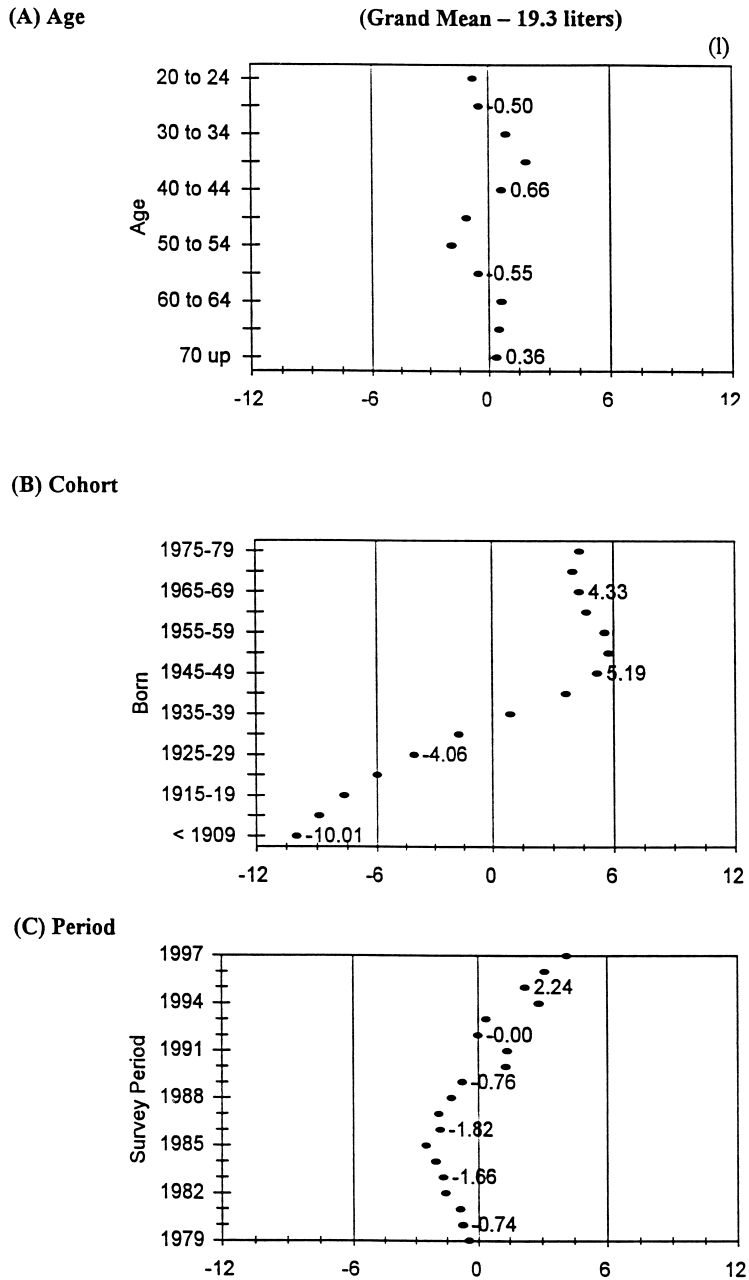 (A) Age (Grand Mean – 19.3 liters)
(l)
20 to 24
-0.50
30 to 34
40 to 44 0.66
Age
50 to 54
-0.55
60 to 64
70 up 0.36
-12 -6 0 6 12
(B) Cohort
1975-79
1965-69 4.33
1955-59
1945-49 5.19
Born
1935-39
1925-29 -4.06
1915-19
< 1909 -10.01
-12 -6 0 6 12
(C) Period
1997
2.24
1994
-0.00
1991
-0.76
1988
Survey Period
-1.82
1985
-1.66
1982
-0.74
1979
-12 -6 0 6 12